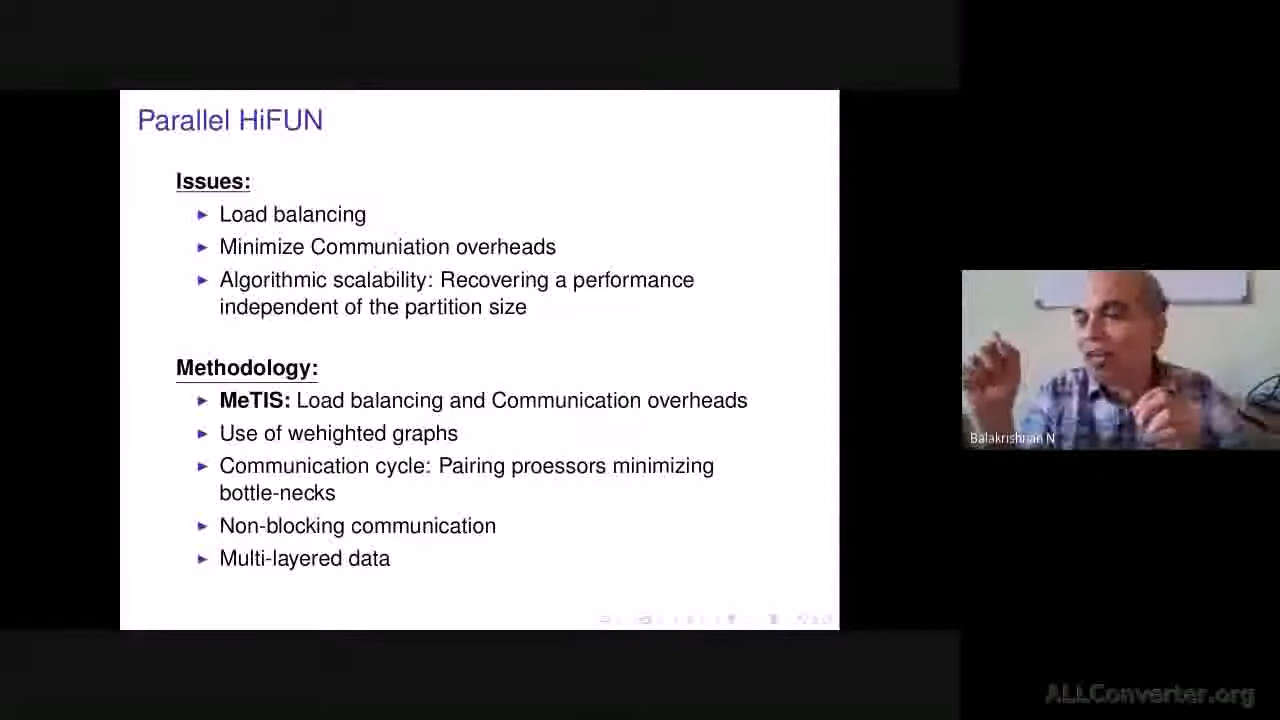 Parallel HiFUN
Issues:
Load balancing
Minimize Communiation overheads
Algorithmic scalability: Recovering a performance
independent of the partition size
Methodology:
MeTIS: Load balancing and Communication overheads
Use of wehighted graphs
Communication cycle: Pairing proessors minimizing
bottle-necks
Non-blocking communication
Multi-layered data
Balakrishnan N
ALLConverter.org